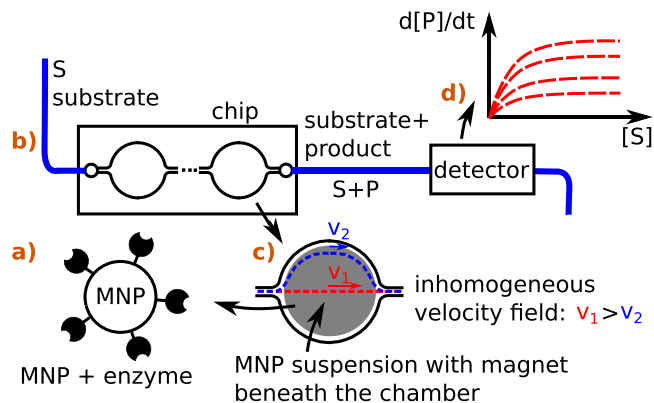 d[P]/dt
S
substrate
chip
d)
b)
substrate+
product
[S]
detector
S+P
a)
c)
v₂
v₁
MNP
inhomogeneous
velocity field: v₁>v₂
MNP + enzyme
MNP suspension with magnet
beneath the chamber